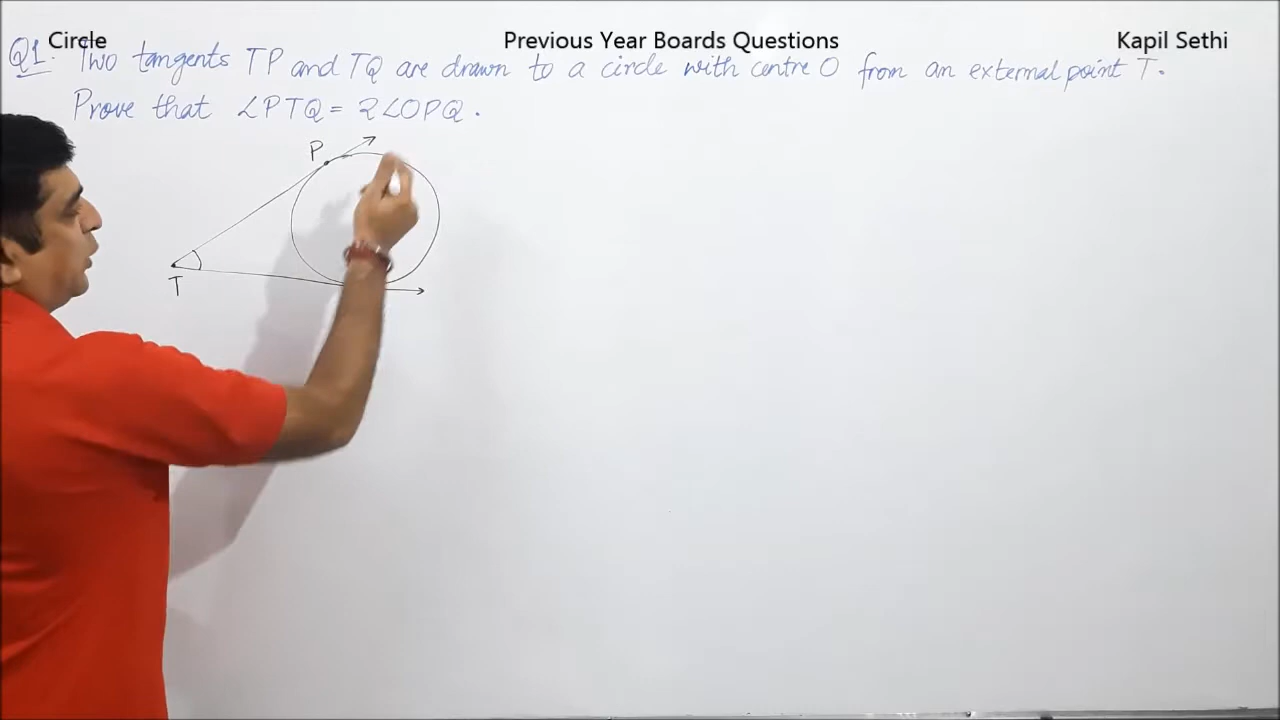 Circle Previous Year Boards Questions Kapil Sethi
Q1. Two tangents TP and TQ are drawn to a circle with centre O from an external point T.
Prove that ∠PTQ = 2∠OPQ.
P
T